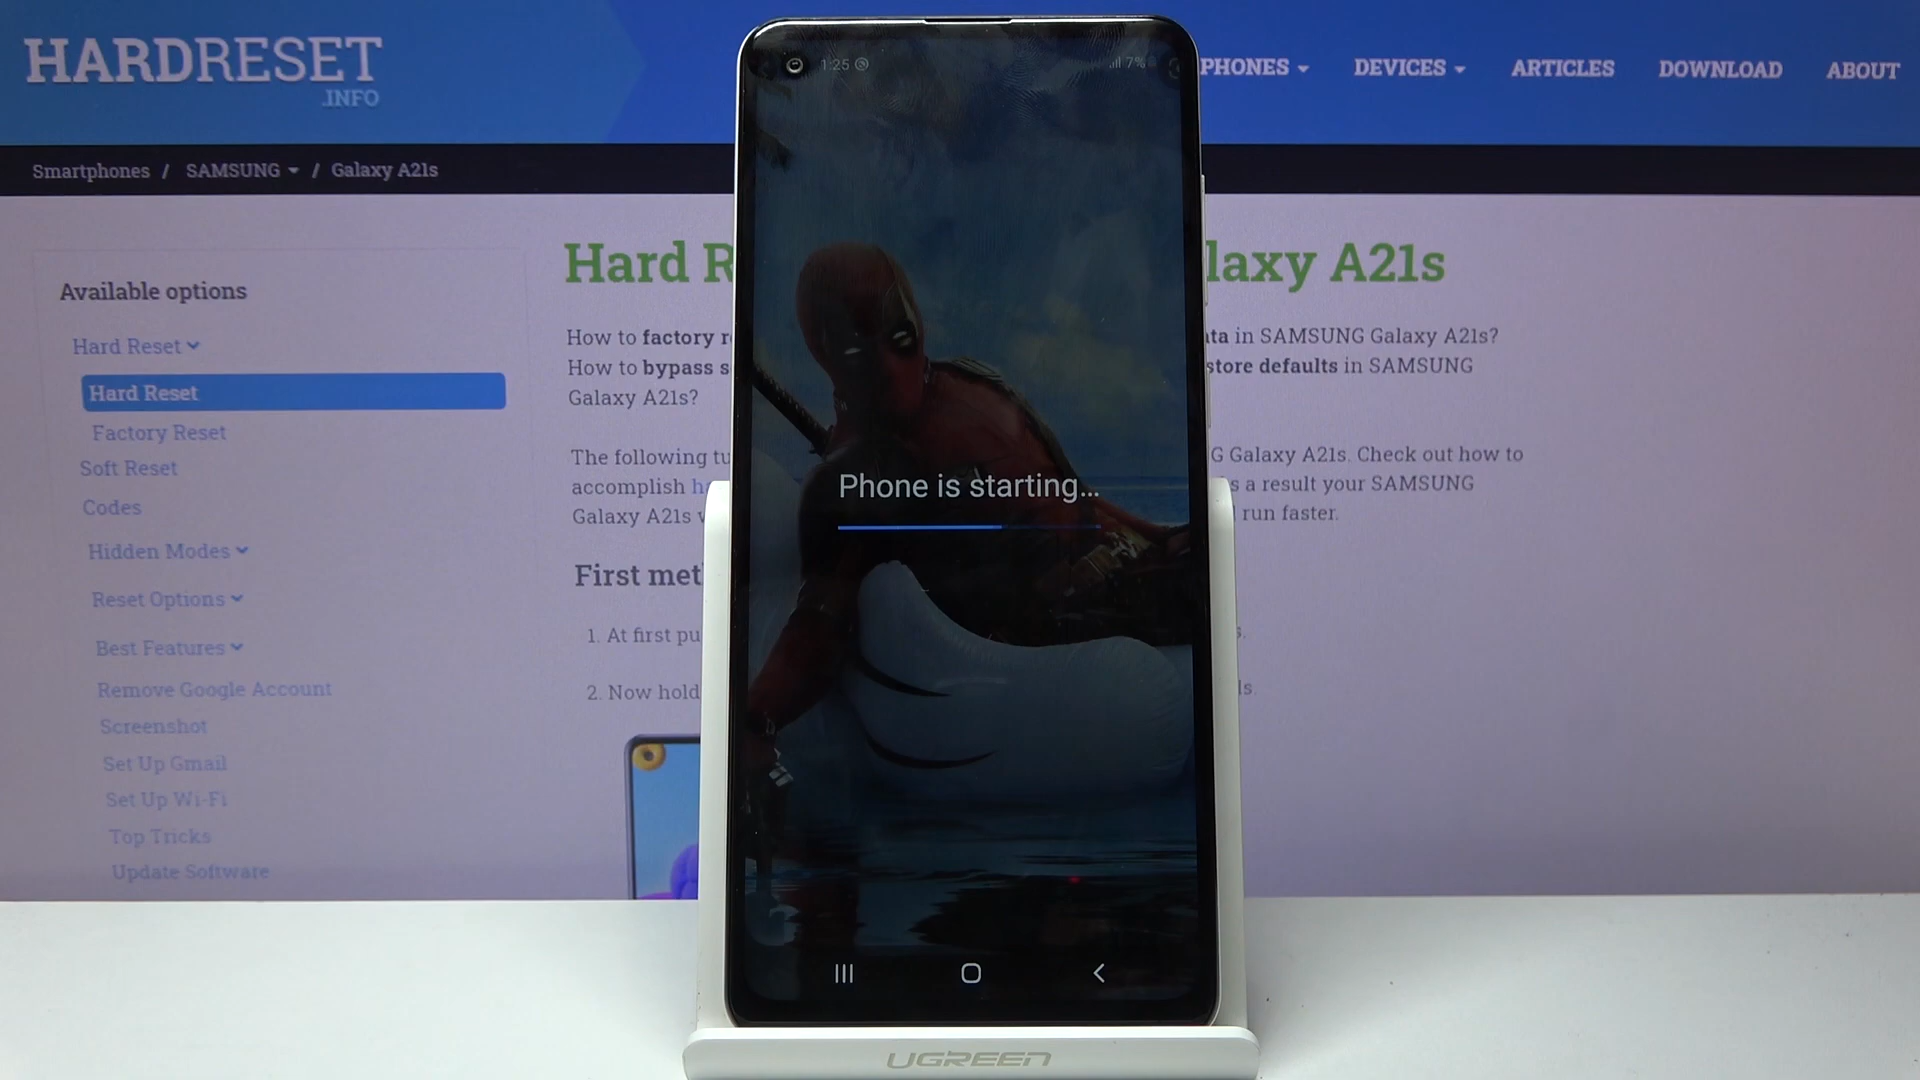 HARDRESET
.INFO
PHONES
DEVICES
ARTICLES
DOWNLOAD
ABOUT
Smartphones / SAMSUNG / Galaxy A21s
1:25
7%
Available options
Hard Reset
Hard Reset
Factory Reset
Soft Reset
Codes
Hidden Modes
Reset Options
Best Features
Remove Google Account
Screenshot
Set Up Gmail
Set Up Wi-Fi
Top Tricks
Update Software
Hard R
laxy A21s
How to factory r
ta in SAMSUNG Galaxy A21s?
How to bypass s
store defaults in SAMSUNG
Galaxy A21s?
The following tu
G Galaxy A21s. Check out how to
accomplish ha
s a result your SAMSUNG
Galaxy A21s
run faster.
First met
1. At first pu
2. Now hold
ls.
Phone is starting...
UGREEN